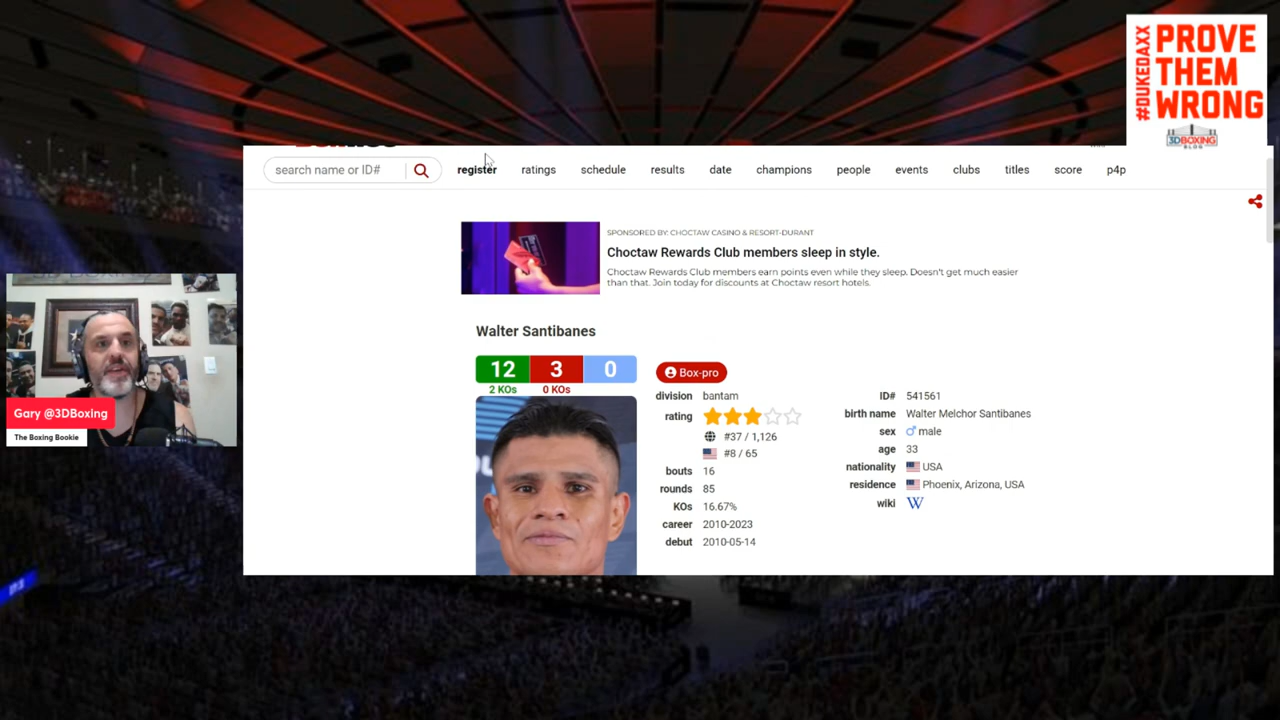 #DUKEDAXX
PROVE
THEM
WRONG
3DBOXING
BLOG
search name or ID#
register
ratings
schedule
results
date
champions
people
events
clubs
titles
score
p4p
SPONSORED BY: CHOCTAW CASINO & RESORT-DURANT
Choctaw Rewards Club members sleep in style.
Choctaw Rewards Club members earn points even while they sleep. Doesn't get much easier
than that. Join today for discounts at Choctaw resort hotels.
Walter Santibanes
12 3 0
2 KOs 0 KOs
Box-pro
division bantam
rating
#37 / 1,126
#8 / 65
bouts 16
rounds 85
KOs 16.67%
career 2010-2023
debut 2010-05-14
ID# 541561
birth name Walter Melchor Santibanes
sex male
age 33
nationality USA
residence Phoenix, Arizona, USA
wiki W
Gary @3DBoxing
The Boxing Bookie